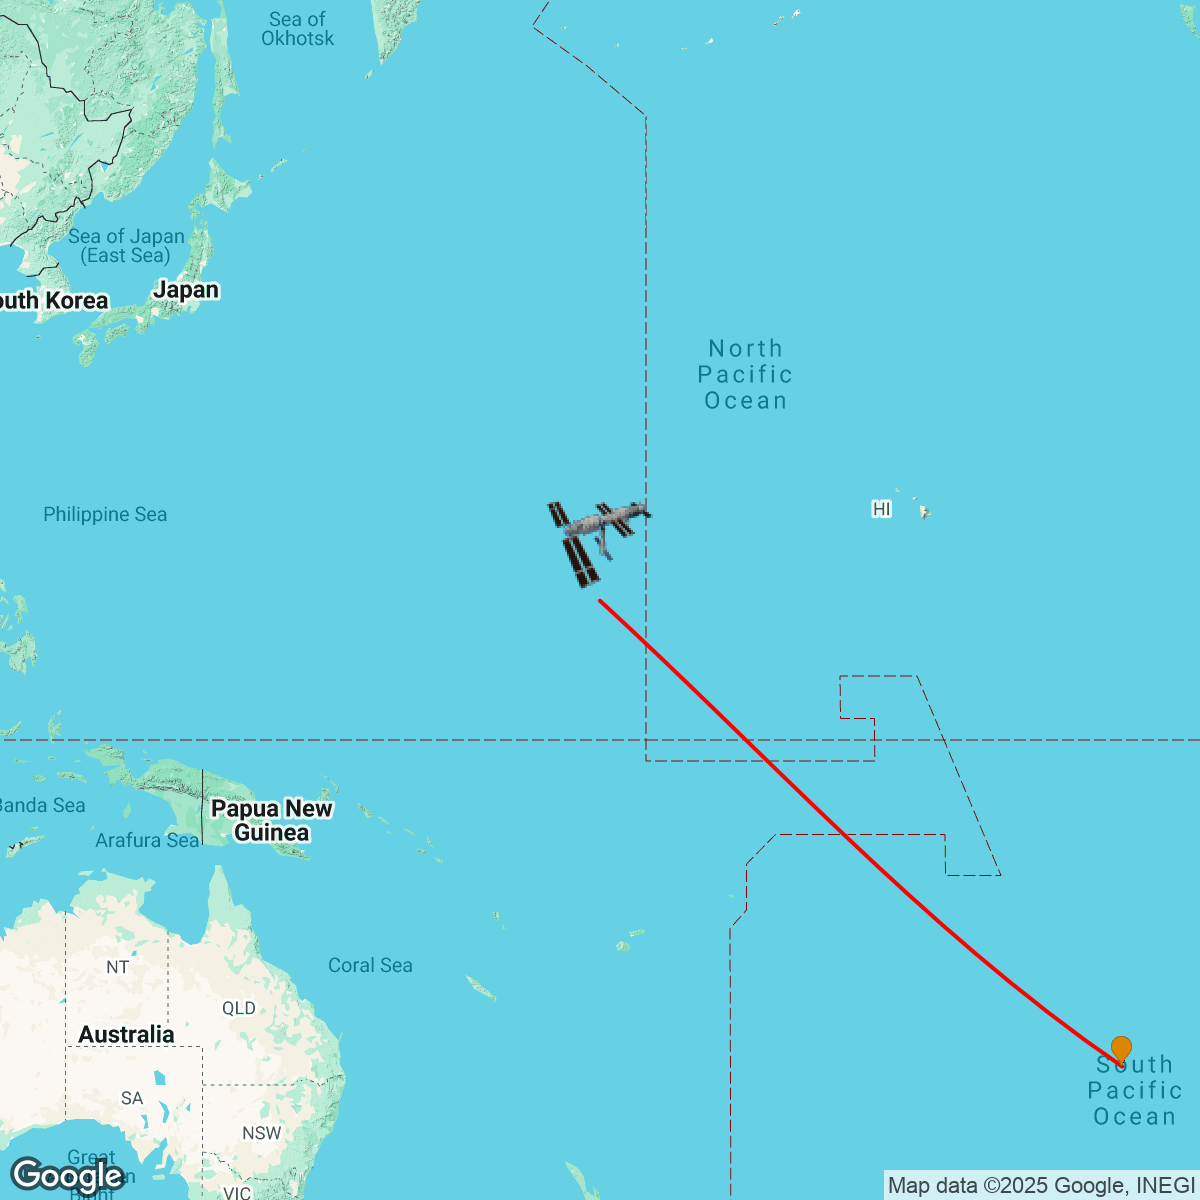 Sea of
Okhotsk
Sea of Japan
(East Sea)
Japan
outh Korea
North
Pacific
Ocean
Philippine Sea
HI
Banda Sea
Papua New
Guinea
Arafura Sea
NT
Coral Sea
QLD
Australia
South
Pacific
Ocean
SA
NSW
Great
Bight
VIC
Google
Map data ©2025 Google, INEGI